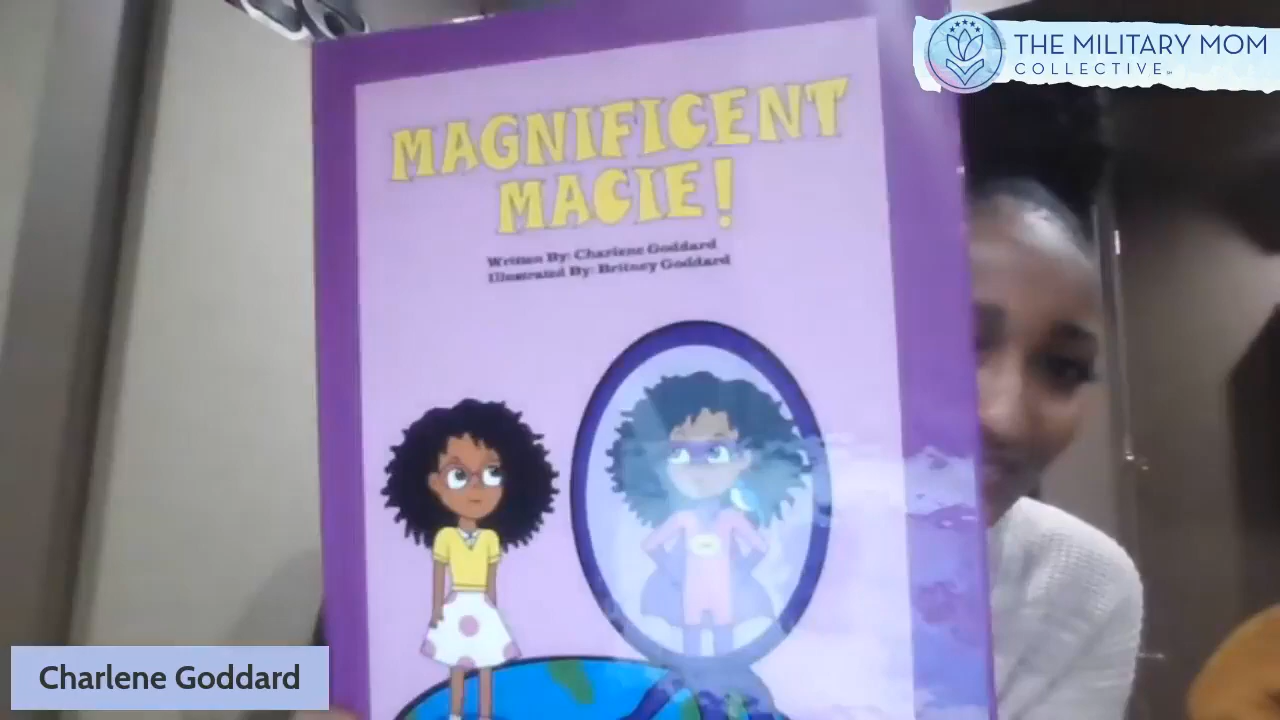 THE MILITARY MOM
COLLECTIVE
MAGNIFICENT
MACIE!
Written By: Charlene Goddard
Illustrated By: Britney Goddard
Charlene Goddard